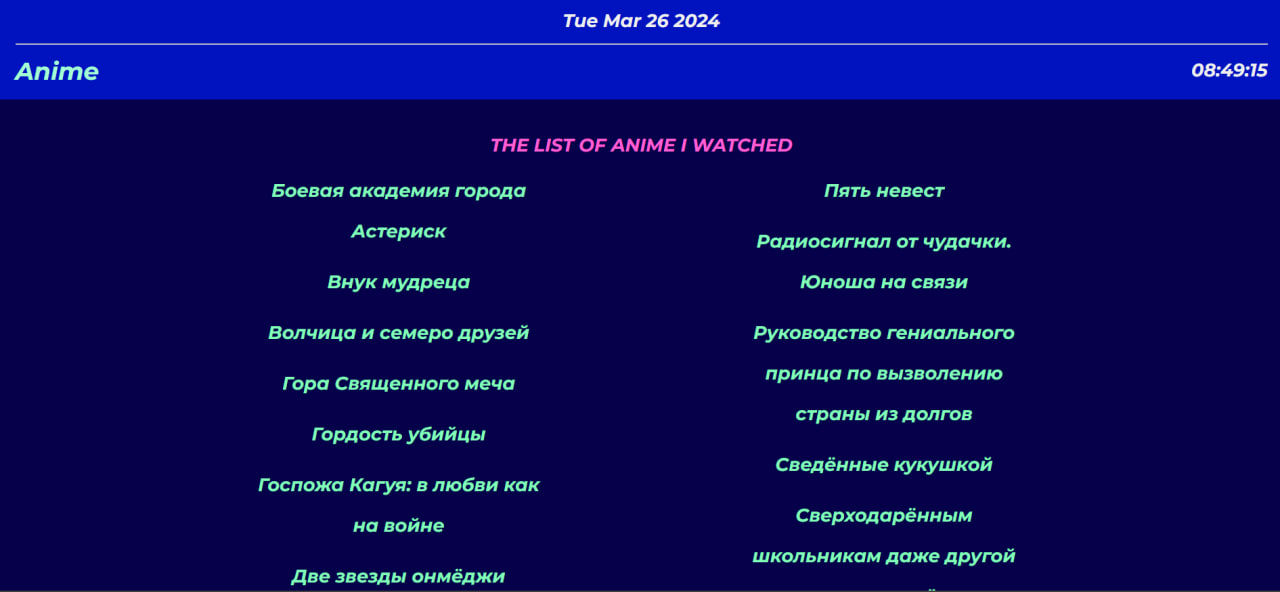 Tue Mar 26 2024
Anime
08:49:15
THE LIST OF ANIME I WATCHED
Боевая академия города
Астериск
Внук мудреца
Волчица и семеро друзей
Гора Священного меча
Гордость убийцы
Госпожа Кагуя: в любви как
на войне
Две звезды онмёджи
Пять невест
Радиосигнал от чудачки.
Юноша на связи
Руководство гениального
принца по вызволению
страны из долгов
Сведённые кукушкой
Сверходарённым
школьникам даже другой